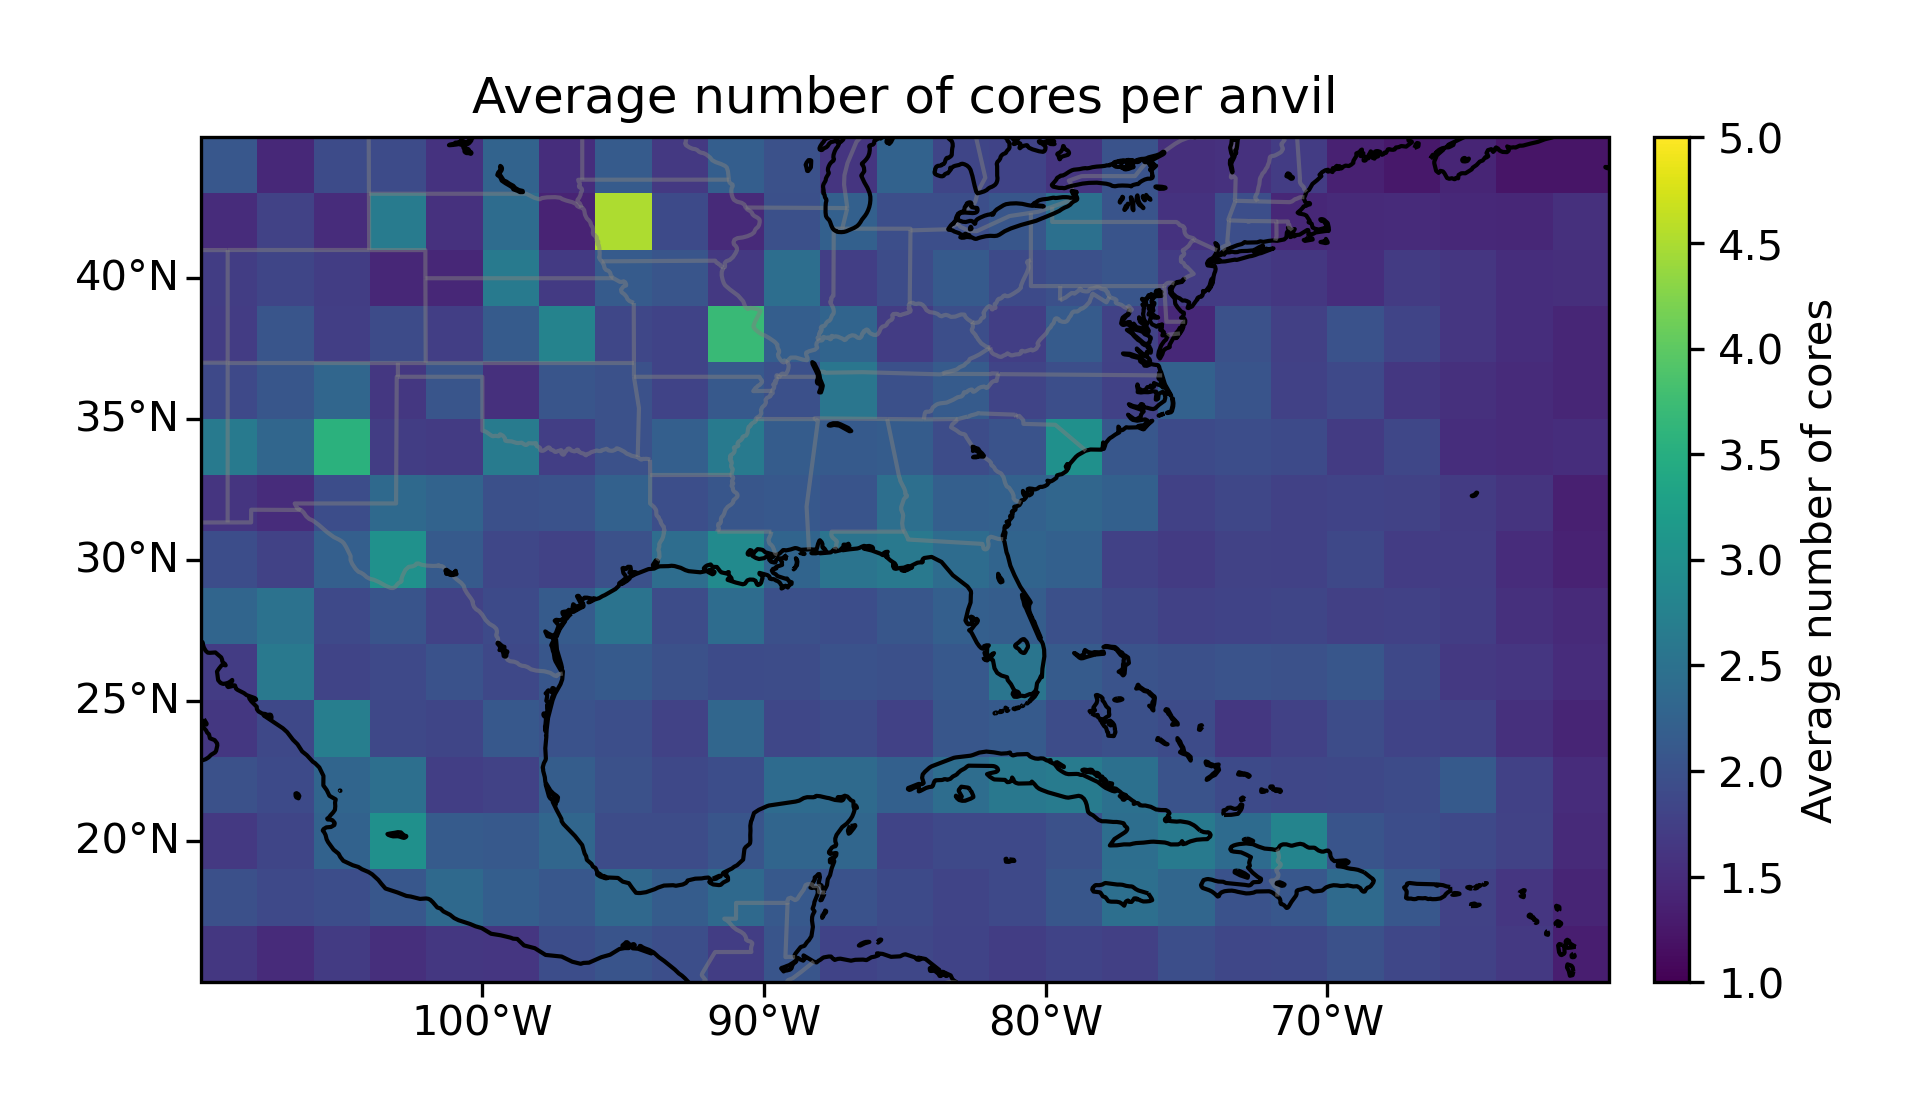 Average number of cores per anvil
40°N
35°N
30°N
25°N
20°N
100°W
90°W
80°W
70°W
5.0
4.5
4.0
3.5
3.0
2.5
2.0
1.5
1.0
Average number of cores